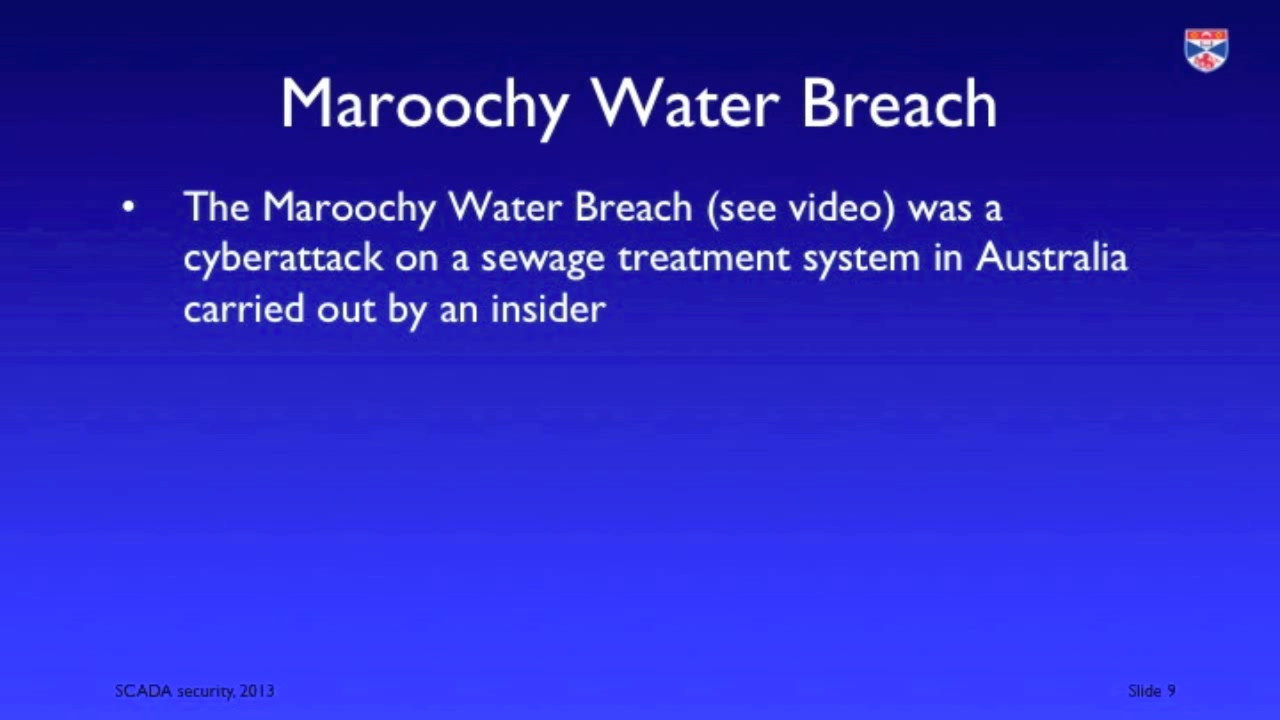 Maroochy Water Breach
• The Maroochy Water Breach (see video) was a
cyberattack on a sewage treatment system in Australia
carried out by an insider
SCADA security, 2013
Slide 9